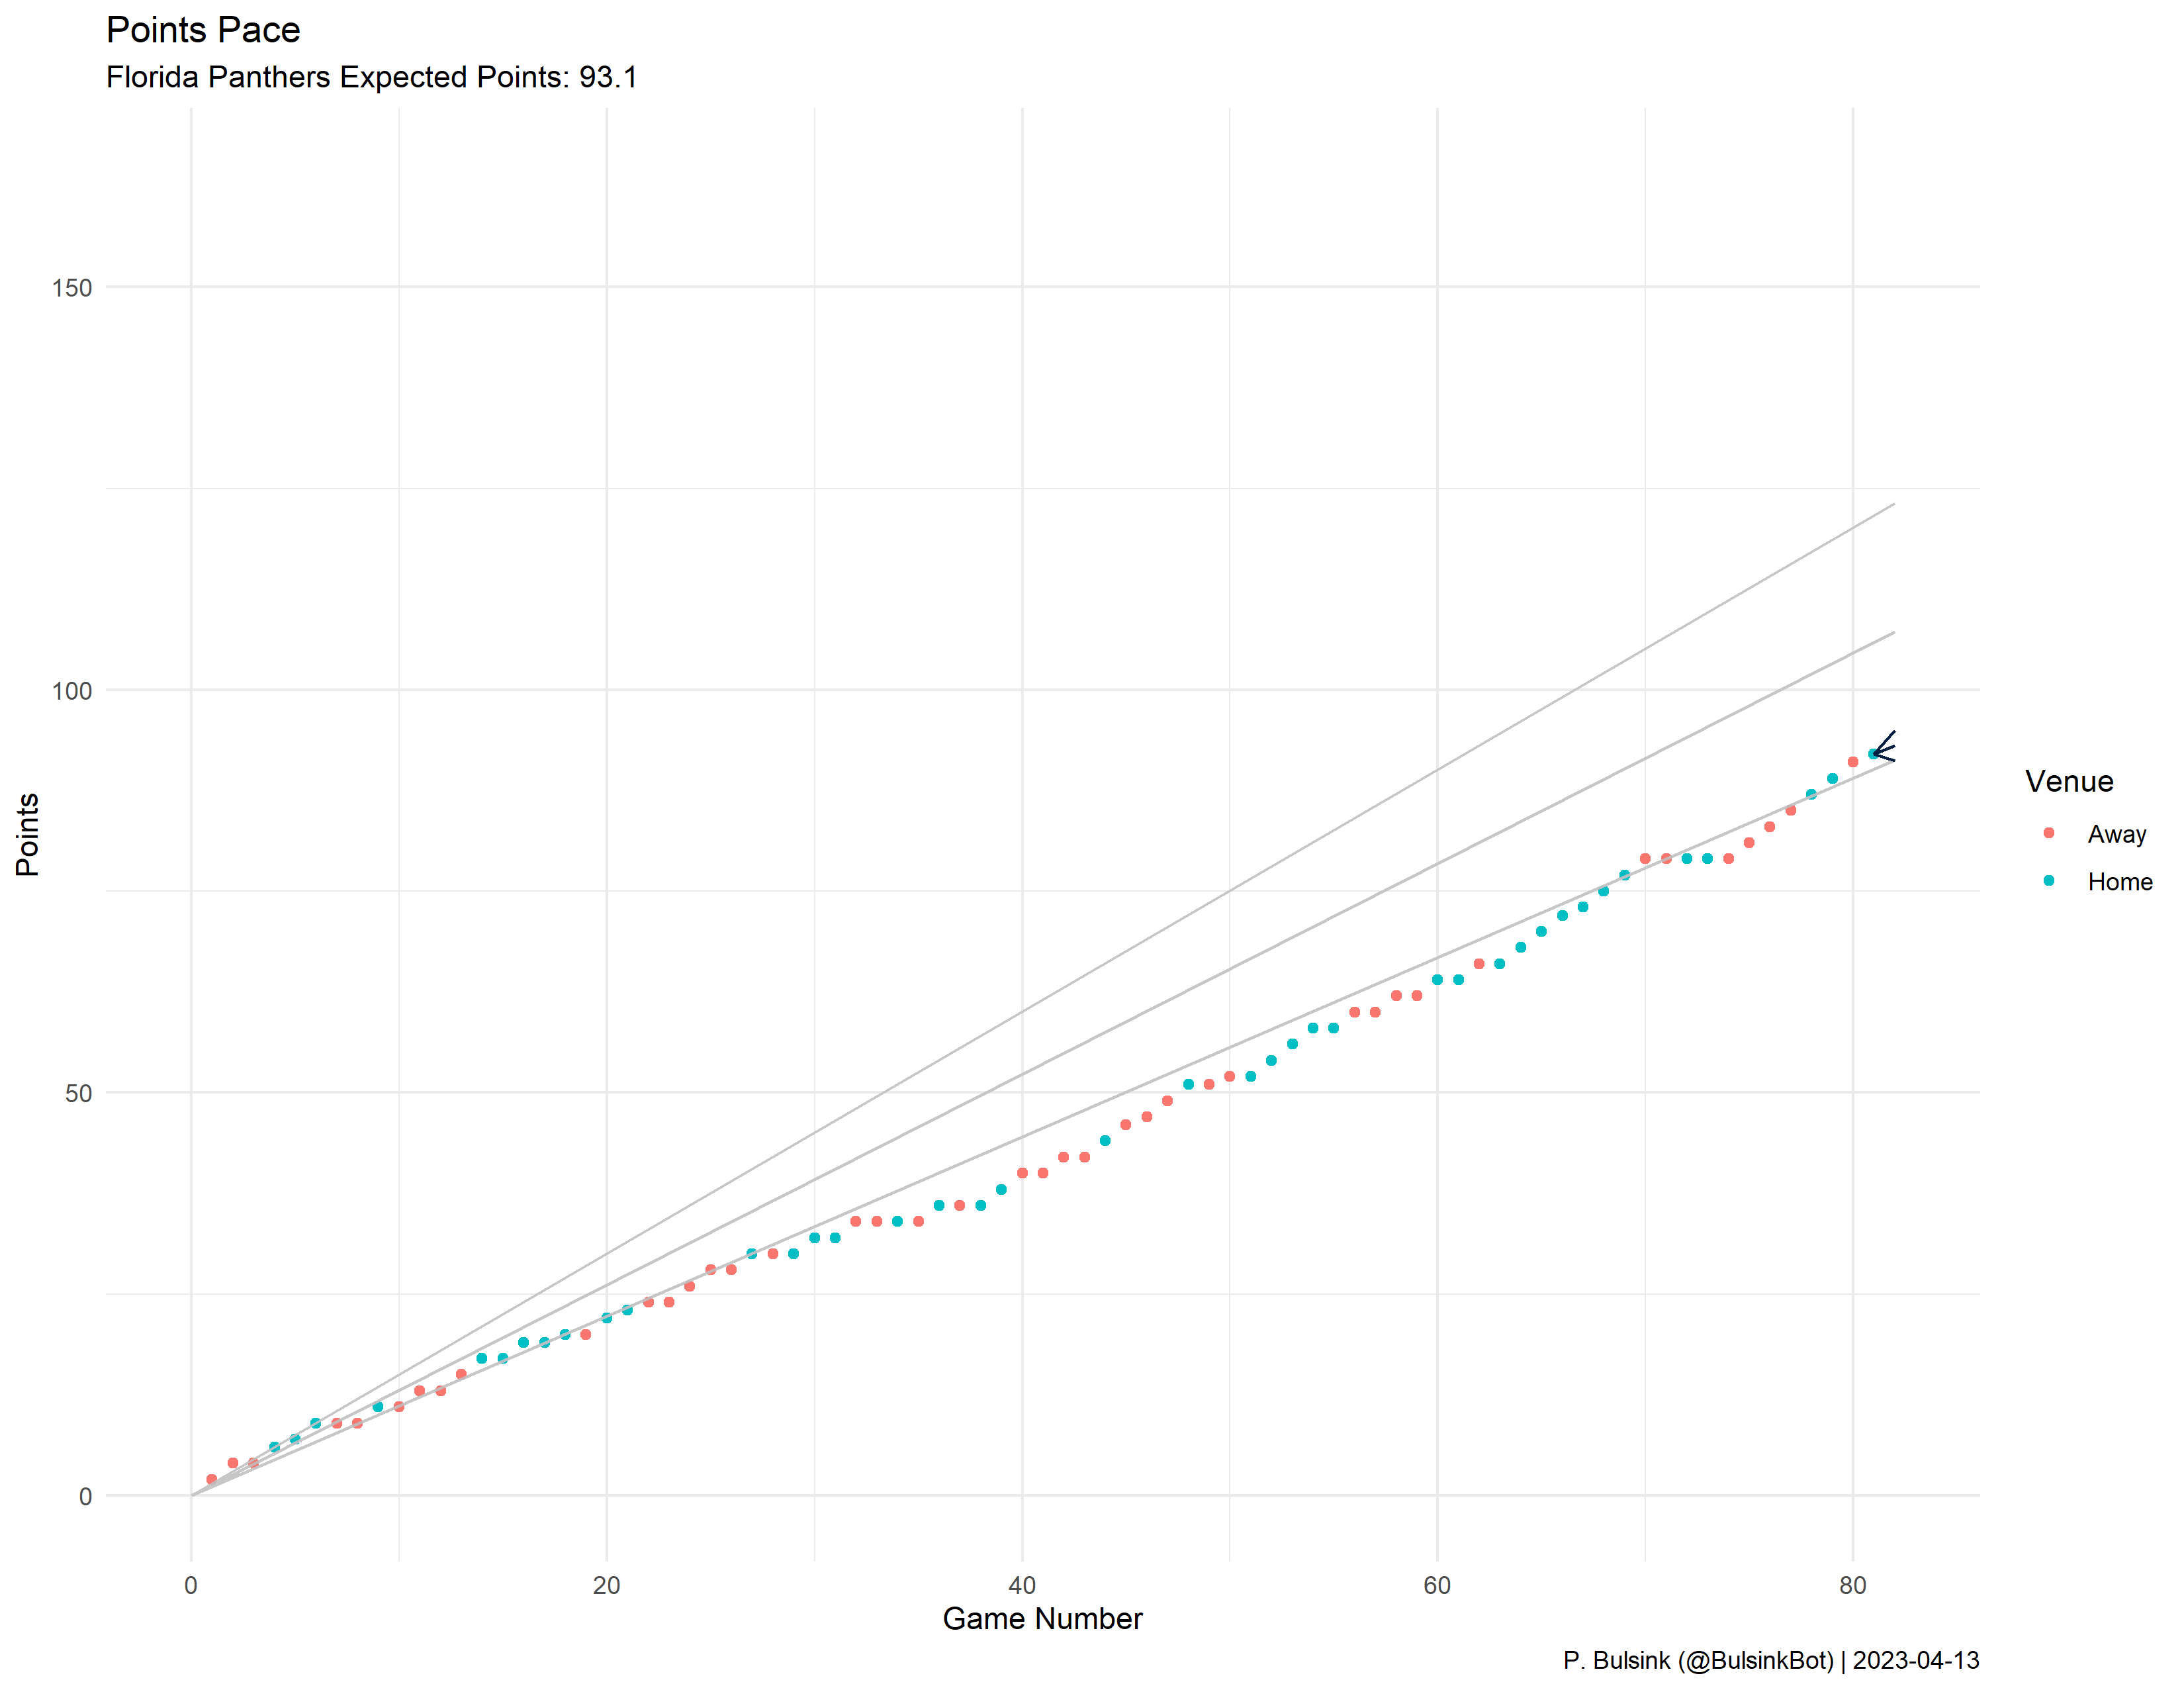 Points Pace
Florida Panthers Expected Points: 93.1
150
100
50
0
Points
0 20 40 60 80
Game Number
Venue
Away
Home
P. Bulsink (@BulsinkBot) | 2023-04-13